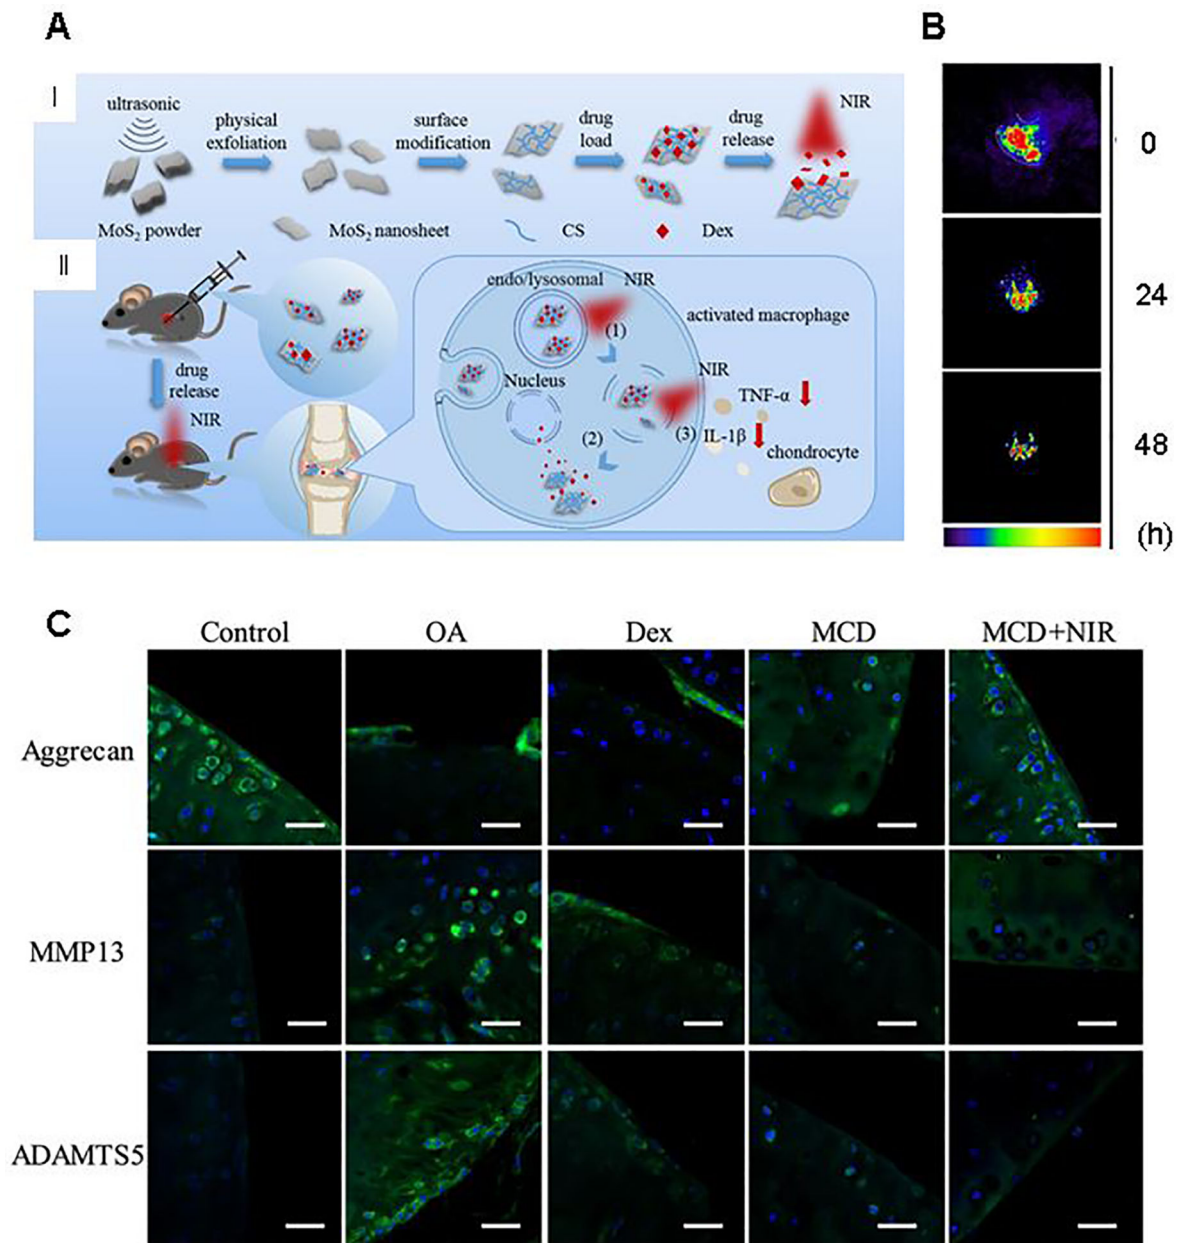 A
B
I
ultrasonic
physical
exfoliation
surface
modification
drug
load
drug
release
NIR
MoS₂ powder
MoS₂ nanosheet
CS
Dex
II
drug
release
NIR
endo/lysosomal
NIR
activated macrophage
(1)
Nucleus
NIR
TNF-α
(2)
(3)
IL-1β
chondrocyte
0
24
48
(h)
C
Control
OA
Dex
MCD
MCD+NIR
Aggrecan
MMP13
ADAMTS5